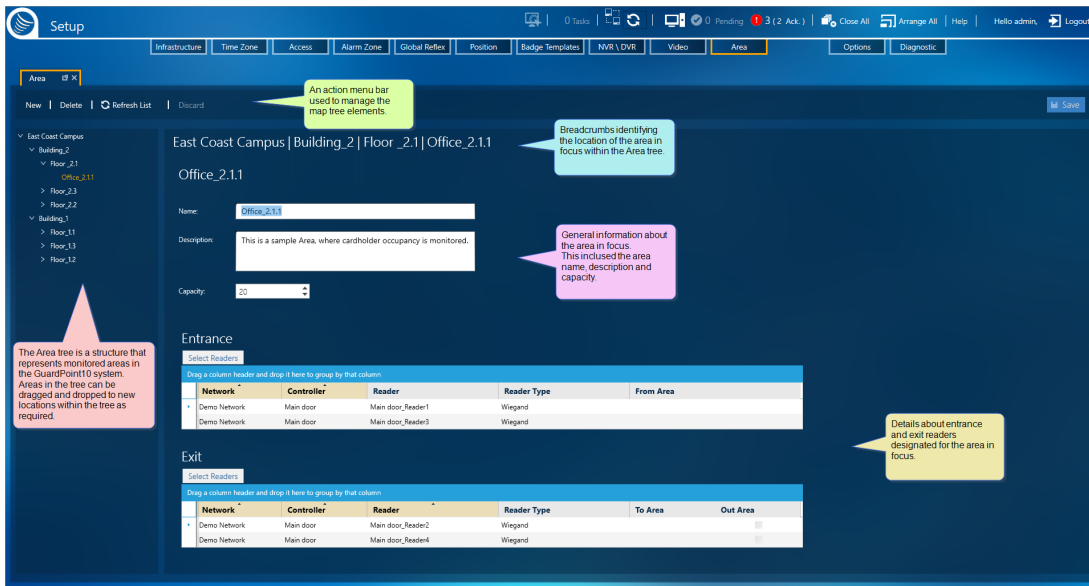 Setup
0 Tasks
0 Pending
3 ( 2 Ack. )
Close All
Arrange All
Help
Hello admin,
Logout
Infrastructure
Time Zone
Access
Alarm Zone
Global Reflex
Position
Badge Templates
NVR \ DVR
Video
Area
Options
Diagnostic
Area
New
Delete
Refresh List
Discard
Save
An action menu bar
used to manage the
map tree elements.
East Coast Campus
Building_2
Floor _2.1
Office_2.1.1
Floor_2.3
Floor_2.2
Building_1
Floor_1.1
Floor_1.3
Floor_1.2
The Area tree is a structure that
represents monitored areas in
the GuardPoint10 system.
Areas in the tree can be
dragged and dropped to new
locations within the tree as
required.
East Coast Campus | Building_2 | Floor _2.1 | Office_2.1.1
Breadcrumbs identifying
the location of the area in
focus within the Area tree.
Office_2.1.1
Name:
Office_2.1.1
Description:
This is a sample Area, where cardholder occupancy is monitored.
Capacity:
20
General information about
the area in focus.
This inclused the area
name, description and
capacity.
Entrance
Select Readers
Drag a column header and drop it here to group by that column
Network Controller Reader Reader Type From Area
Demo Network Main door Main door_Reader1 Wiegand
Demo Network Main door Main door_Reader3 Wiegand
Exit
Select Readers
Drag a column header and drop it here to group by that column
Network Controller Reader Reader Type To Area Out Area
Demo Network Main door Main door_Reader2 Wiegand
Demo Network Main door Main door_Reader4 Wiegand
Details about entrance
and exit readers
designated for the area in
focus.